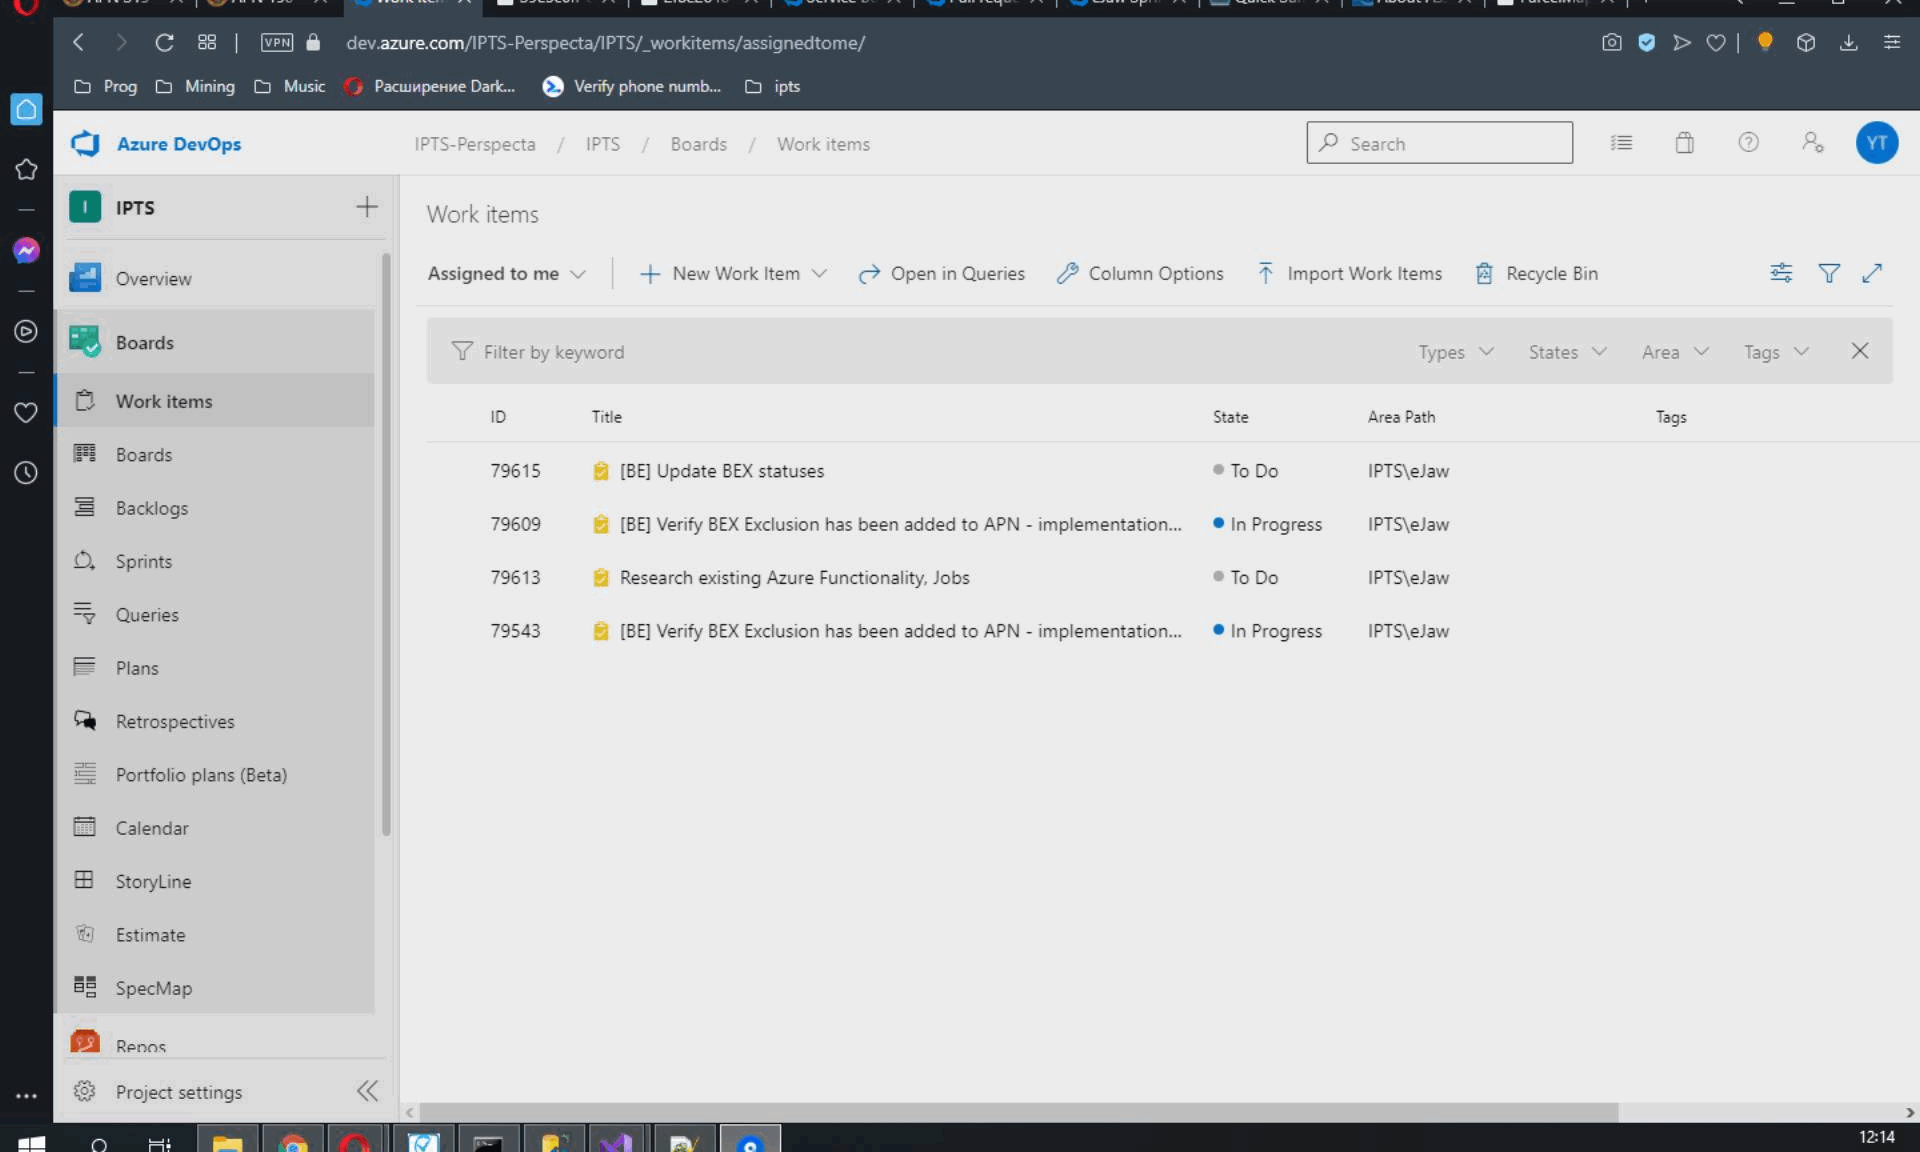 VPN dev.azure.com/IPTS-Perspecta/IPTS/_workitems/assignedtome/
Prog Mining Music Расширение Dark... Verify phone numb... ipts
Azure DevOps IPTS-Perspecta / IPTS / Boards / Work items Search YT
I IPTS
Work items
Overview
Assigned to me New Work Item Open in Queries Column Options Import Work Items Recycle Bin
Boards
Filter by keyword Types States Area Tags
Work items
ID Title State Area Path Tags
Boards
79615 [BE] Update BEX statuses To Do IPTS\eJaw
Backlogs
79609 [BE] Verify BEX Exclusion has been added to APN - implementation... In Progress IPTS\eJaw
Sprints
79613 Research existing Azure Functionality, Jobs To Do IPTS\eJaw
Queries
79543 [BE] Verify BEX Exclusion has been added to APN - implementation... In Progress IPTS\eJaw
Plans
Retrospectives
Portfolio plans (Beta)
Calendar
StoryLine
Estimate
SpecMap
Repos
Project settings
12:14